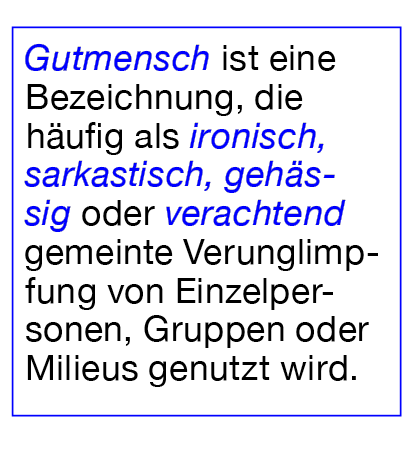 Gutmensch ist eine
Bezeichnung, die
häufig als ironisch,
sarkastisch, gehäs-
sig oder verachtend
gemeinte Verunglimp-
fung von Einzelper-
sonen, Gruppen oder
Milieus genutzt wird.